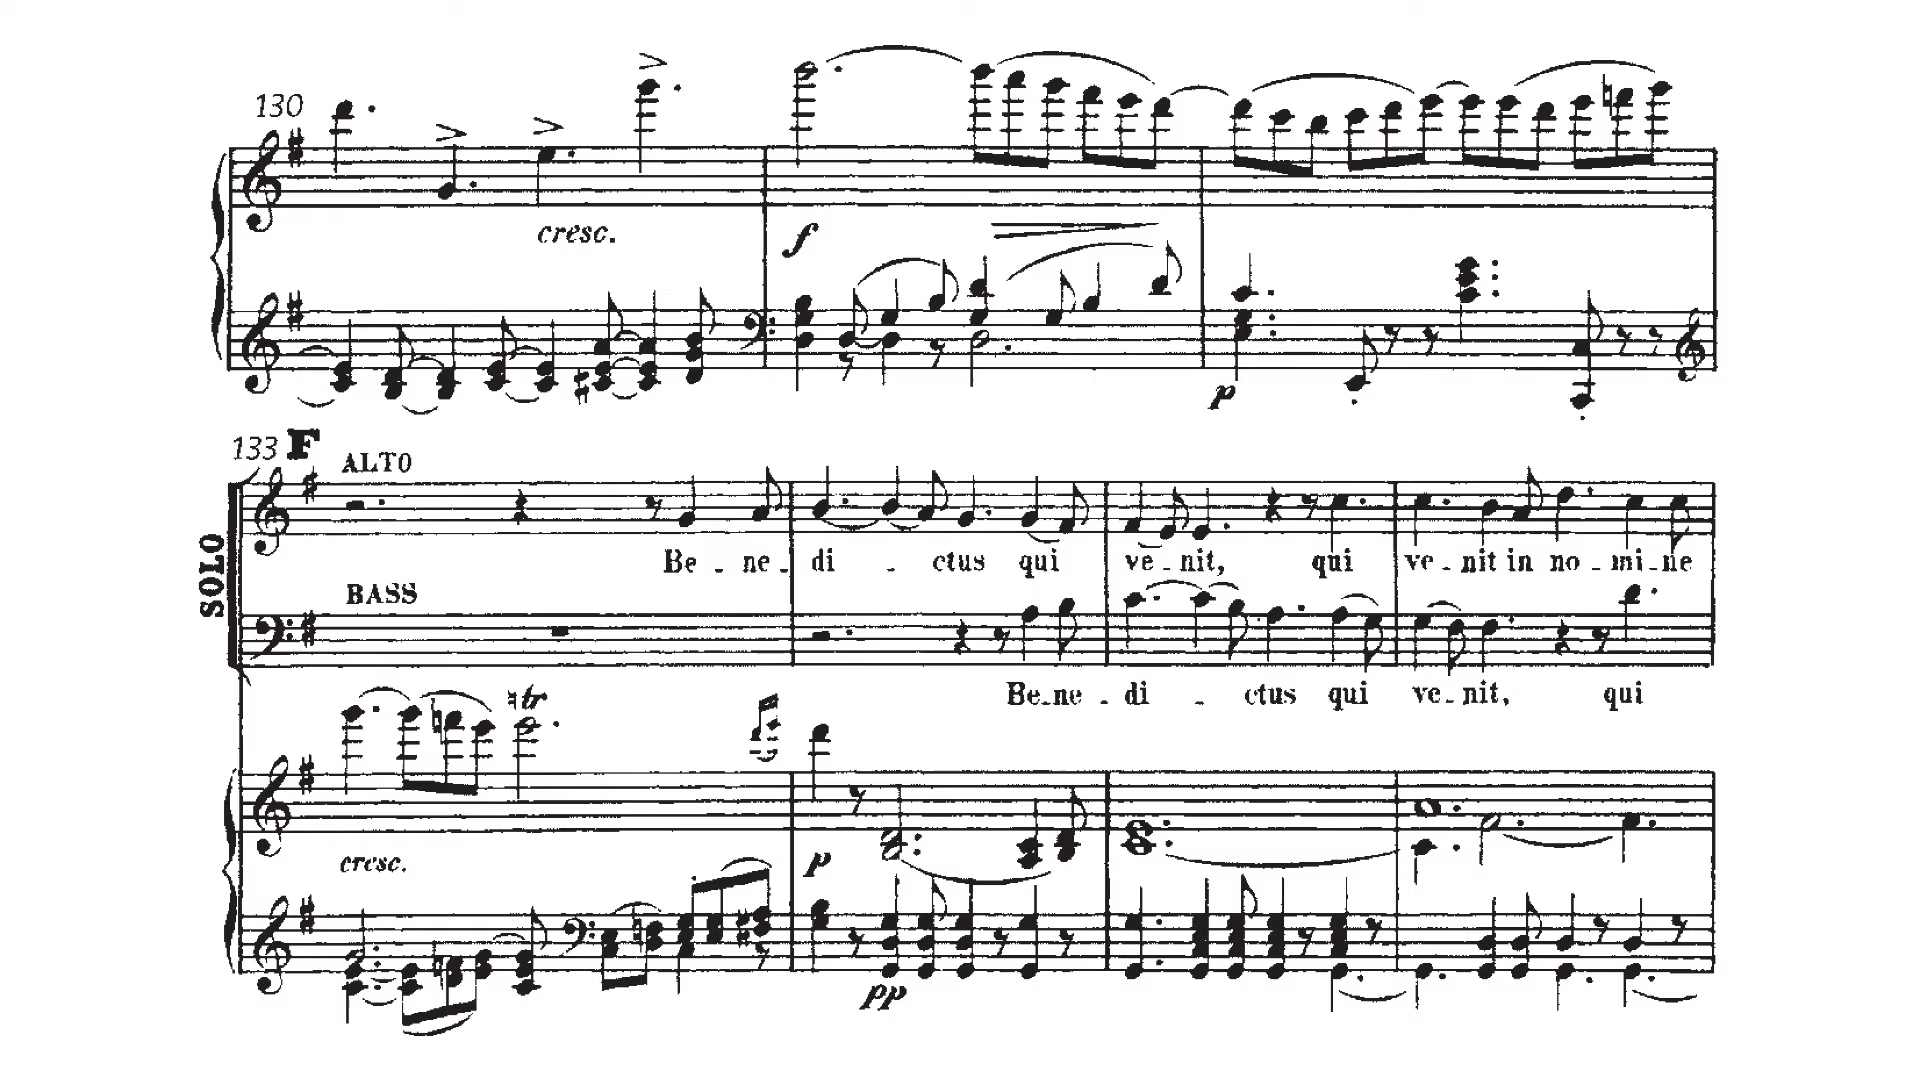 130
cresc.
f
p
133 F
ALTO
Be - ne - di - ctus qui ve - nit, qui ve - nit in no - mi - ne
SOLO
BASS
Be - ne - di - ctus qui ve - nit, qui
tr
cresc.
p
pp